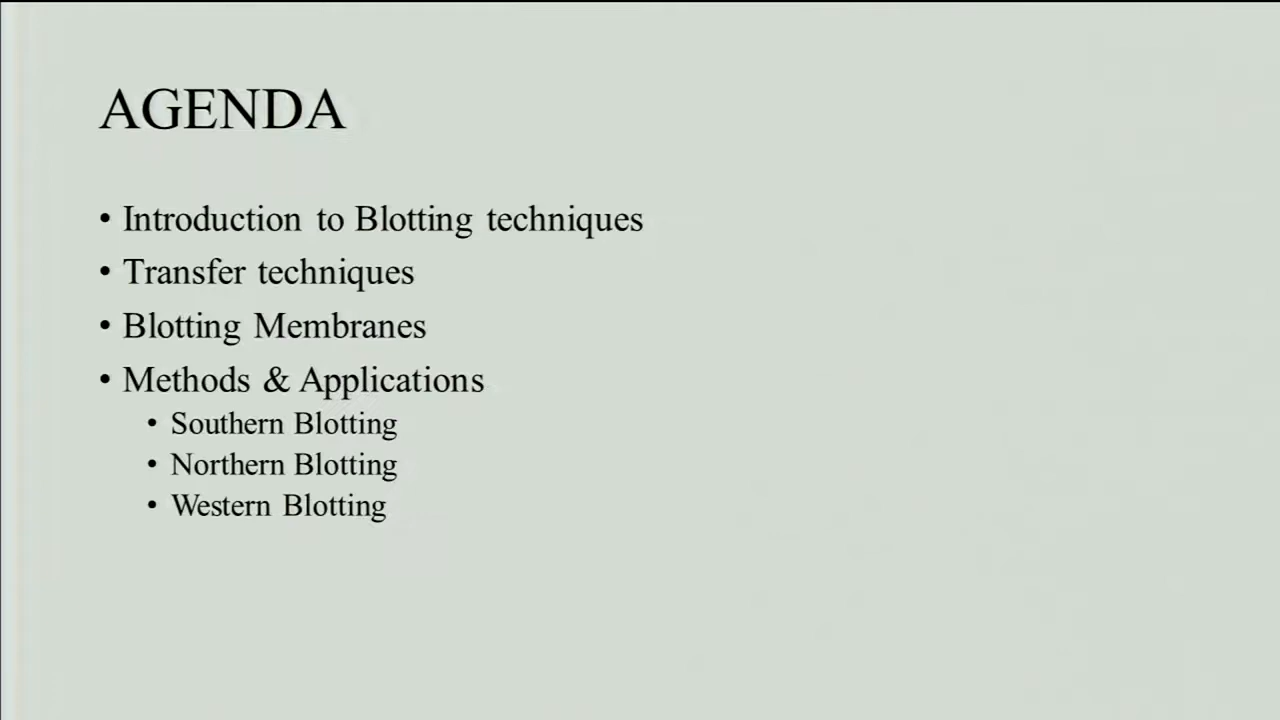 AGENDA
• Introduction to Blotting techniques
• Transfer techniques
• Blotting Membranes
• Methods & Applications
• Southern Blotting
• Northern Blotting
• Western Blotting